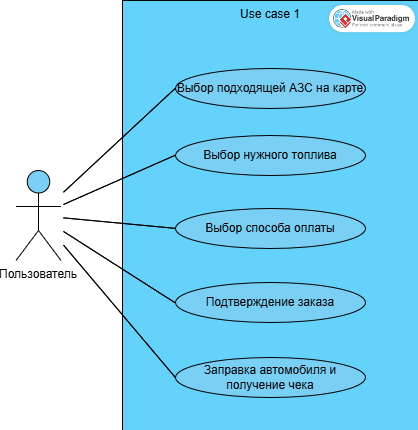 Use case 1
Made with
Visual Paradigm
For non-commercial use
Выбор подходящей АЗС на карте
Выбор нужного топлива
Выбор способа оплаты
Пользователь
Подтверждение заказа
Заправка автомобиля и
получение чека